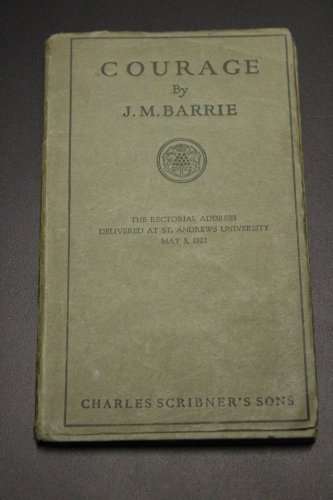 COURAGE
By
J. M. BARRIE
THE RECTORIAL ADDRESS
DELIVERED AT ST. ANDREWS UNIVERSITY
MAY 3, 1922
CHARLES SCRIBNER'S SONS